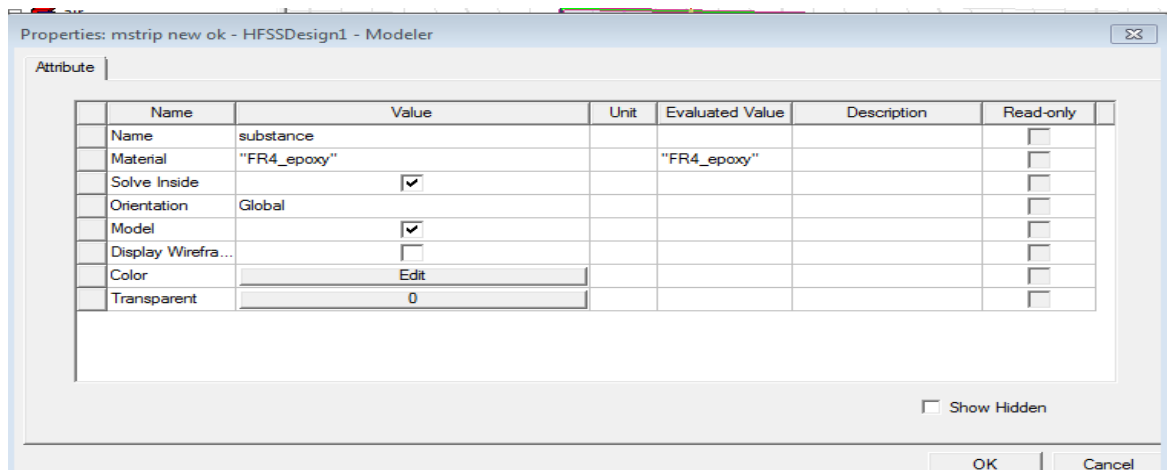 air
Properties: mstrip new ok - HFSSDesign1 - Modeler
Attribute
Name Value Unit Evaluated Value Description Read-only
Name substance
Material "FR4_epoxy" "FR4_epoxy"
Solve Inside
Orientation Global
Model
Display Wirefra...
Color Edit
Transparent 0
Show Hidden
OK Cancel